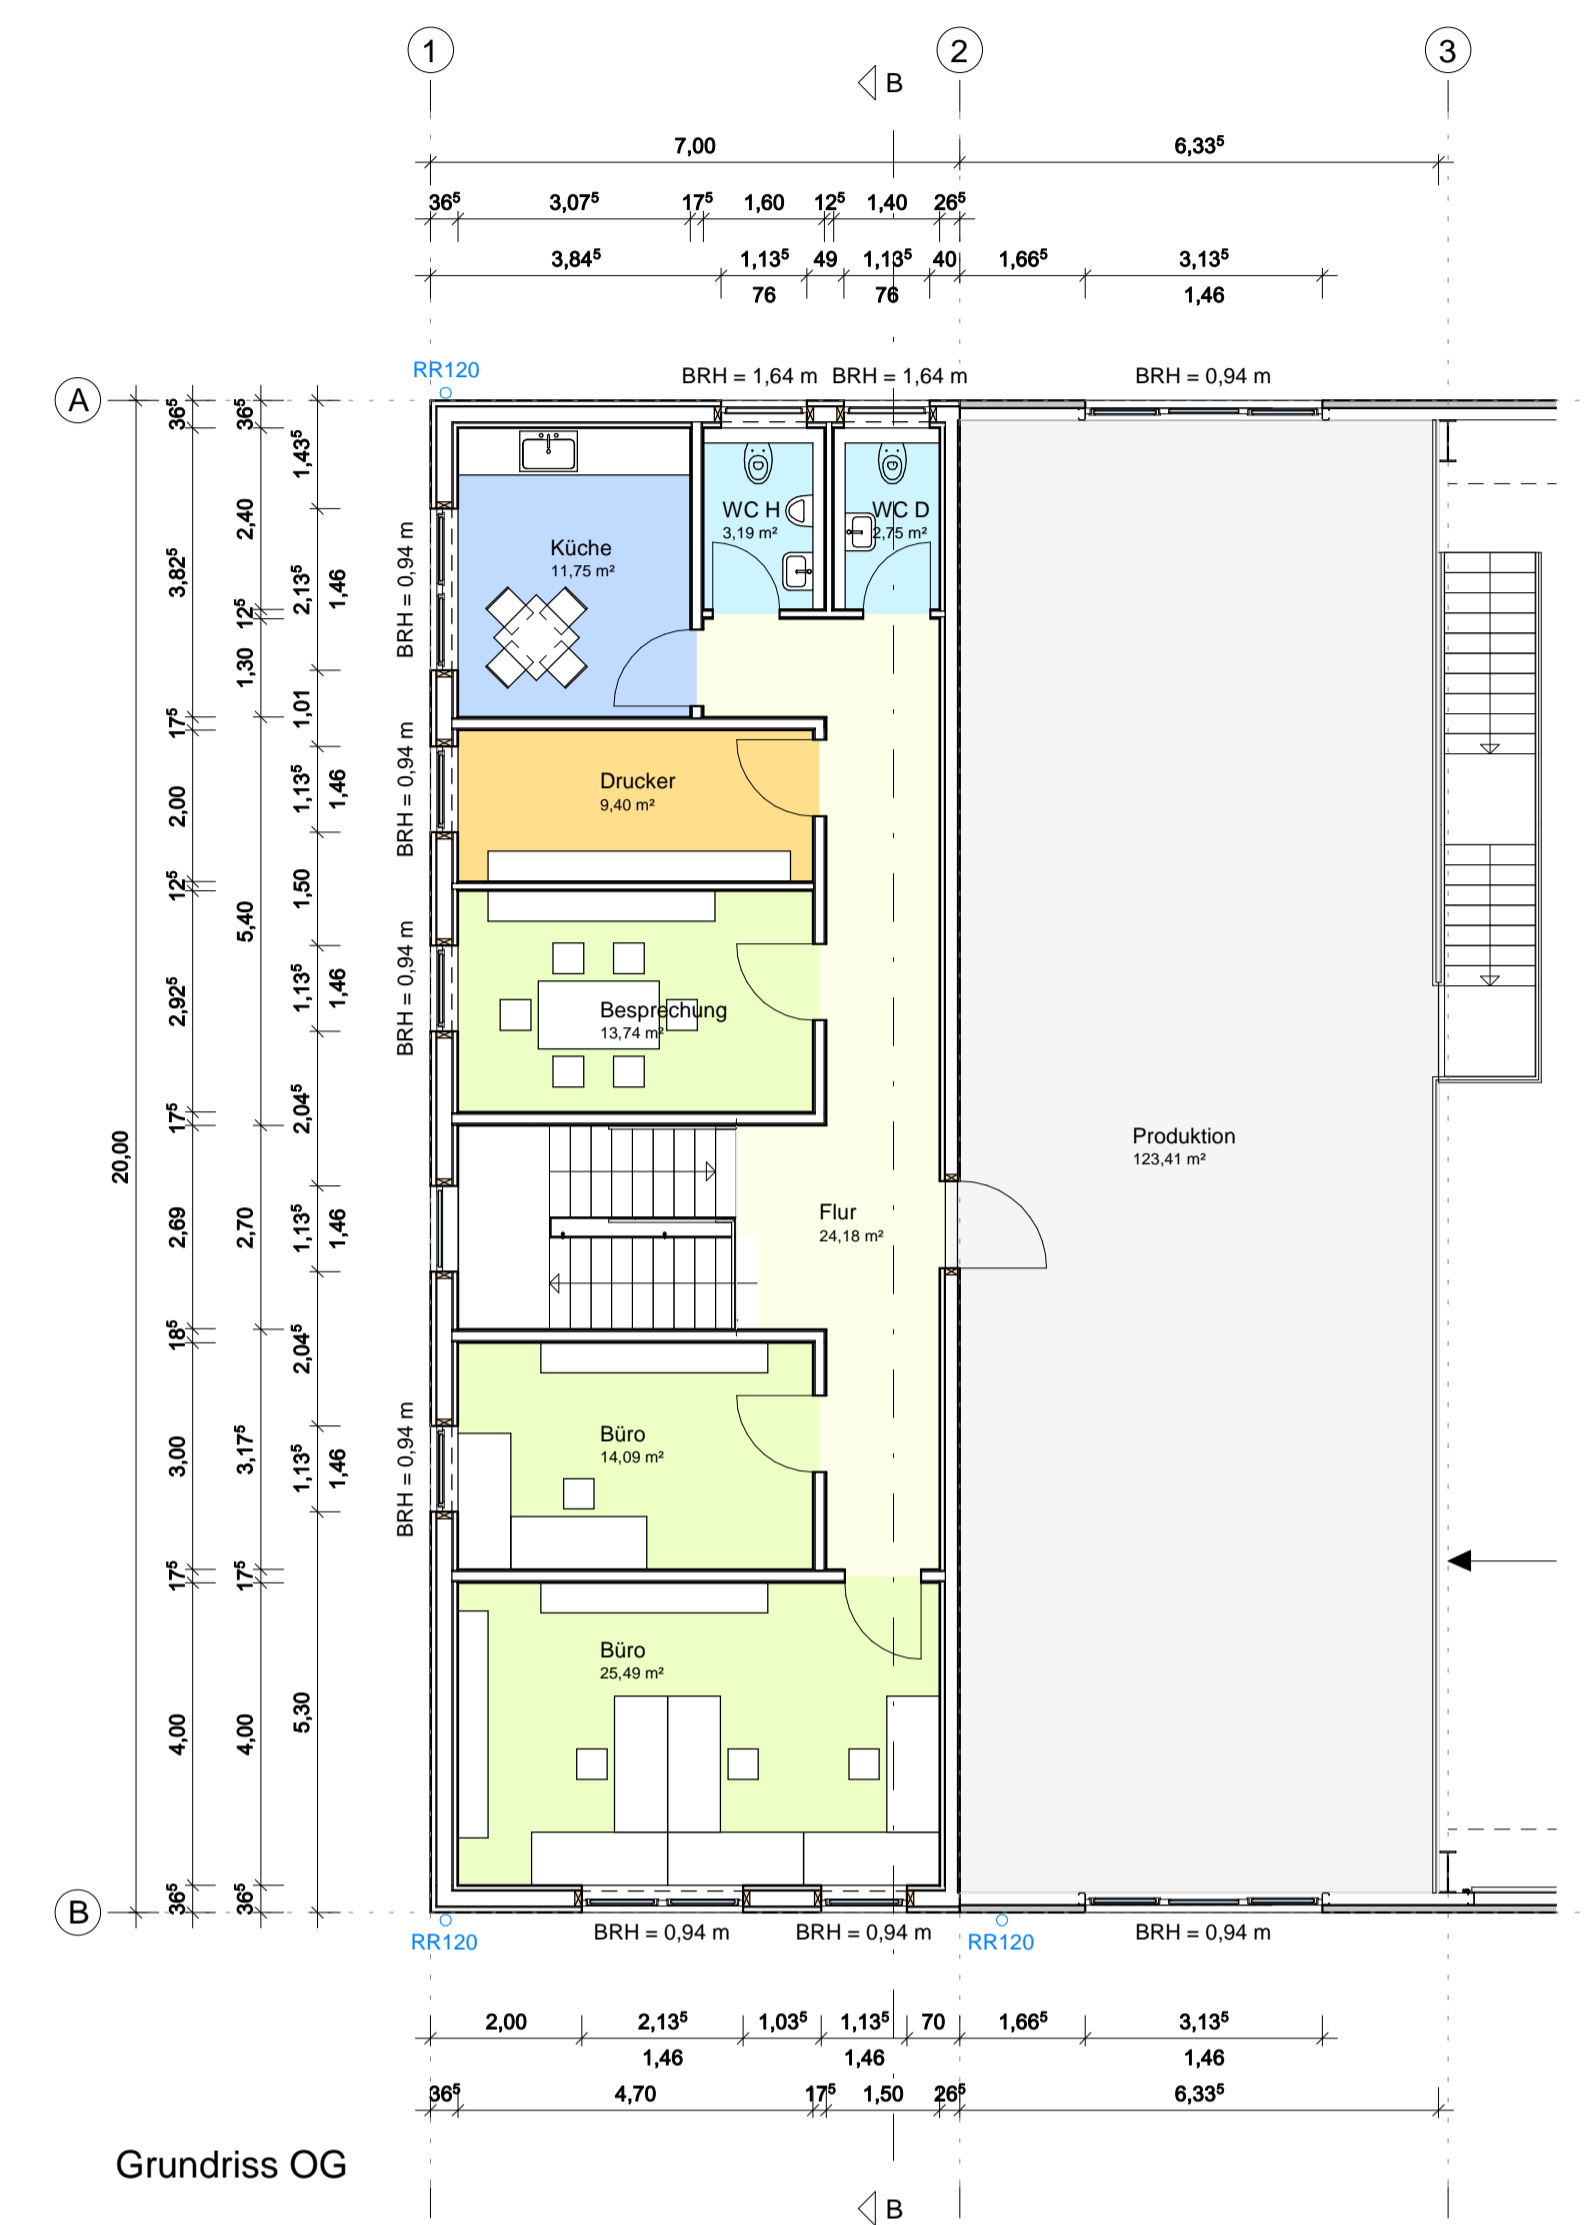 1 2 3
B
7,00 6,33⁵
36⁵ 3,07⁵ 17⁵ 1,60 12⁵ 1,40 26⁵
3,84⁵ 1,13⁵ 49 1,13⁵ 40 1,66⁵ 3,13⁵
76 76 1,46
RR120
BRH = 1,64 m BRH = 1,64 m BRH = 0,94 m
A
20,00
36⁵ 3,82⁵ 17⁵ 2,00 12⁵ 2,92⁵ 17⁵ 2,69 18⁵ 3,00 17⁵ 4,00 36⁵
36⁵ 2,40 12⁵ 1,30 5,40 2,70 3,17⁵ 17⁵ 4,00 36⁵
1,43⁵ 2,13⁵ 1,01 1,13⁵ 1,50 1,13⁵ 2,04⁵ 1,13⁵ 2,04⁵ 1,13⁵ 5,30
1,46 1,46 1,46 1,46 1,46
BRH = 0,94 m
BRH = 0,94 m
BRH = 0,94 m
BRH = 0,94 m
WC H
3,19 m²
WC D
2,75 m²
Küche
11,75 m²
Drucker
9,40 m²
Besprechung
13,74 m²
Produktion
123,41 m²
Flur
24,18 m²
Büro
14,09 m²
Büro
25,49 m²
B
RR120
BRH = 0,94 m BRH = 0,94 m
RR120
BRH = 0,94 m
2,00 2,13⁵ 1,03⁵ 1,13⁵ 70 1,66⁵ 3,13⁵
1,46 1,46 1,46
36⁵ 4,70 17⁵ 1,50 26⁵ 6,33⁵
Grundriss OG
B